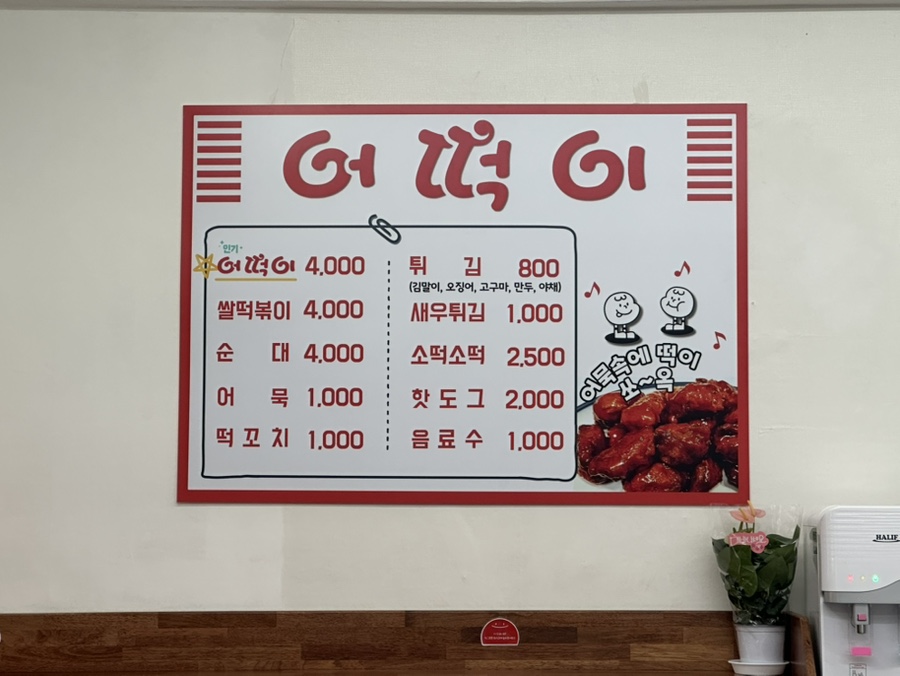 어떡이
인기
어떡이 4,000
쌀떡볶이 4,000
순대 4,000
어묵 1,000
떡꼬치 1,000
튀김 800
(김말이, 오징어, 고구마, 만두, 야채)
새우튀김 1,000
소떡소떡 2,500
핫도그 2,000
음료수 1,000
어묵속에 떡이
쏘~옥
HALIF